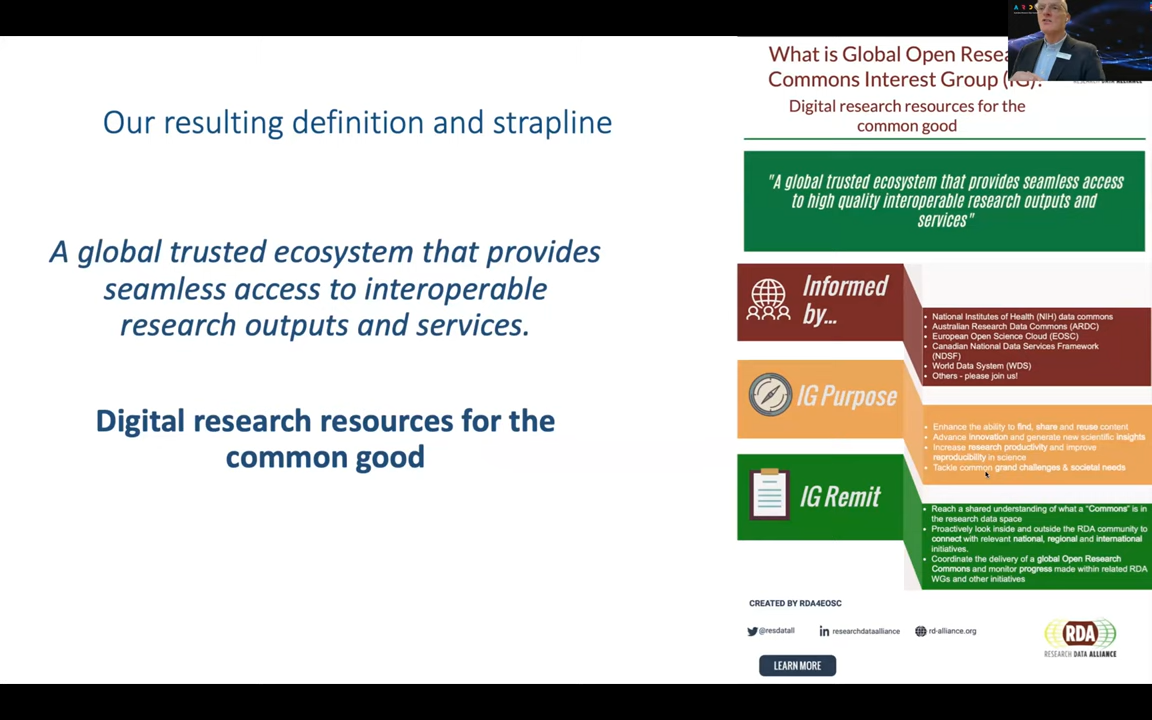 Our resulting definition and strapline
A global trusted ecosystem that provides
seamless access to interoperable
research outputs and services.
Digital research resources for the
common good
What is Global Open Resea
Commons Interest Group (IG)?
Digital research resources for the
common good
"A global trusted ecosystem that provides seamless access
to high quality interoperable research outputs and
services"
Informed
by...
• National Institutes of Health (NIH) data commons
• Australian Research Data Commons (ARDC)
• European Open Science Cloud (EOSC)
• Canadian National Data Services Framework
(NDSF)
• World Data System (WDS)
• Others - please join us!
IG Purpose
• Enhance the ability to find, share and reuse content
• Advance innovation and generate new scientific insights
• Increase research productivity and improve
reproducibility in science
• Tackle common grand challenges & societal needs
IG Remit
• Reach a shared understanding of what a "Commons" is in
the research data space
• Proactively look inside and outside the RDA community to
connect with relevant national, regional and international
initiatives.
• Coordinate the delivery of a global Open Research
Commons and monitor progress made within related RDA
WGs and other initiatives
CREATED BY RDA4EOSC
@resdatall
researchdataalliance
rd-alliance.org
LEARN MORE
RDA
RESEARCH DATA ALLIANCE